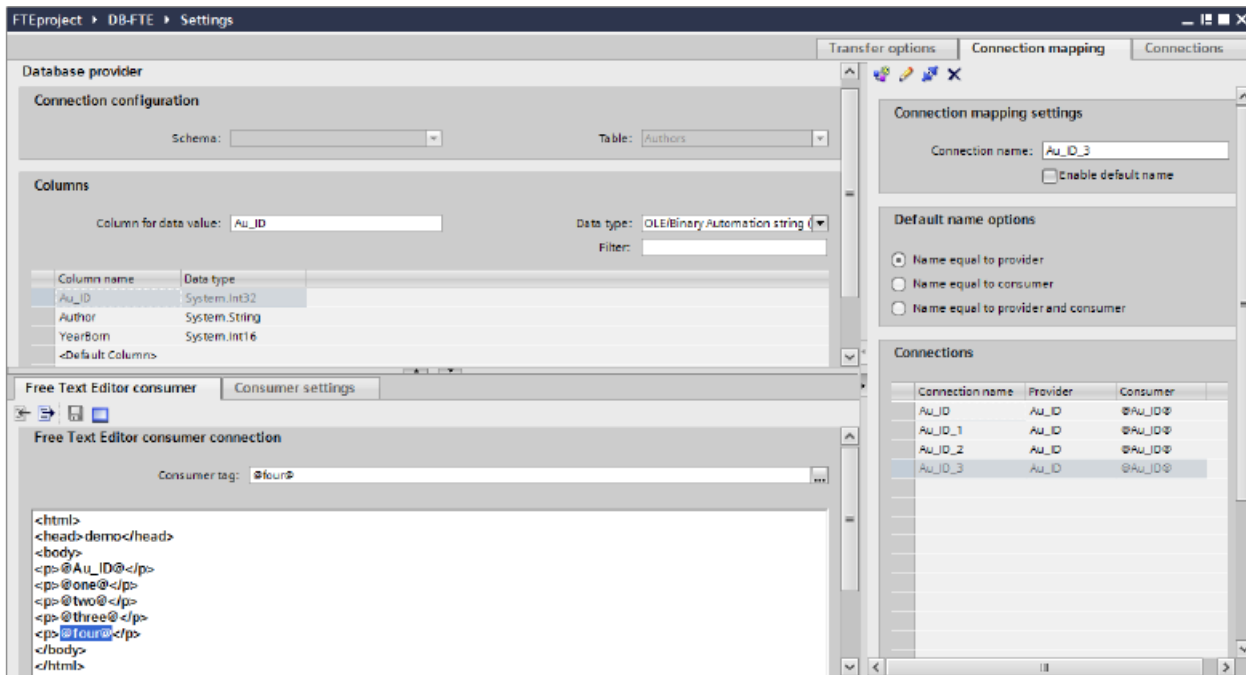 FTEproject ▸ DB-FTE ▸ Settings
Transfer options
Connection mapping
Connections
Database provider
Connection configuration
Schema:
Table: Authors
Columns
Column for data value: Au_ID
Data type: OLE/Binary Automation string (
Filter:
Column name Data type
Au_ID System.Int32
Author System.String
YearBorn System.Int16
<Default Column>
Free Text Editor consumer
Consumer settings
Free Text Editor consumer connection
Consumer tag: @four@
...
<html>
<head>demo</head>
<body>
<p>@Au_ID@</p>
<p>@one@</p>
<p>@two@</p>
<p>@three@</p>
<p>@four@</p>
</body>
</html>
Connection mapping settings
Connection name: Au_ID_3
Enable default name
Default name options
Name equal to provider
Name equal to consumer
Name equal to provider and consumer
Connections
Connection name Provider Consumer
Au_ID Au_ID @Au_ID@
Au_ID_1 Au_ID @Au_ID@
Au_ID_2 Au_ID @Au_ID@
Au_ID_3 Au_ID @Au_ID@